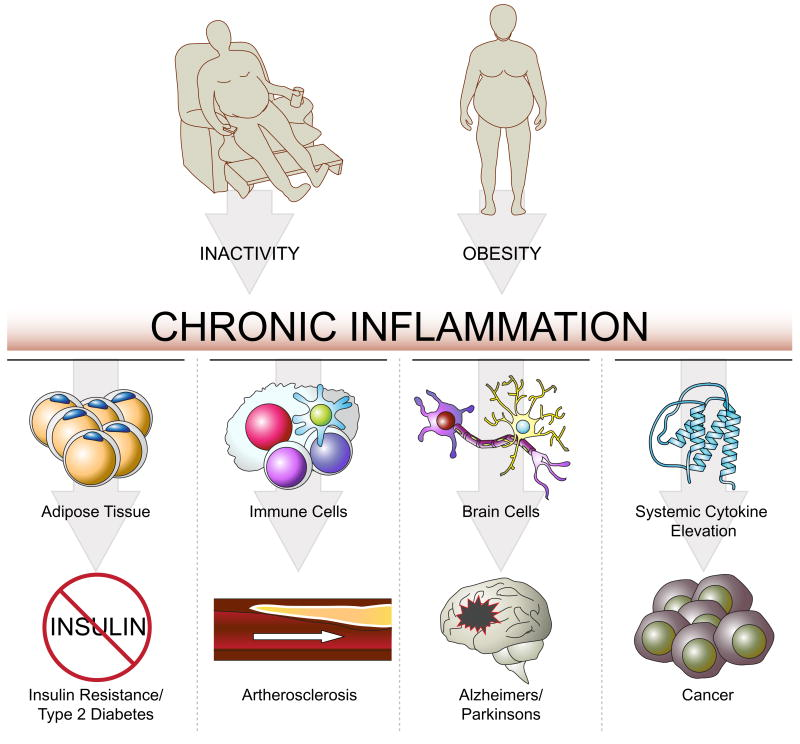 INACTIVITY
OBESITY
CHRONIC INFLAMMATION
Adipose Tissue
Immune Cells
Brain Cells
Systemic Cytokine
Elevation
INSULIN
Insulin Resistance/
Type 2 Diabetes
Artherosclerosis
Alzheimers/
Parkinsons
Cancer